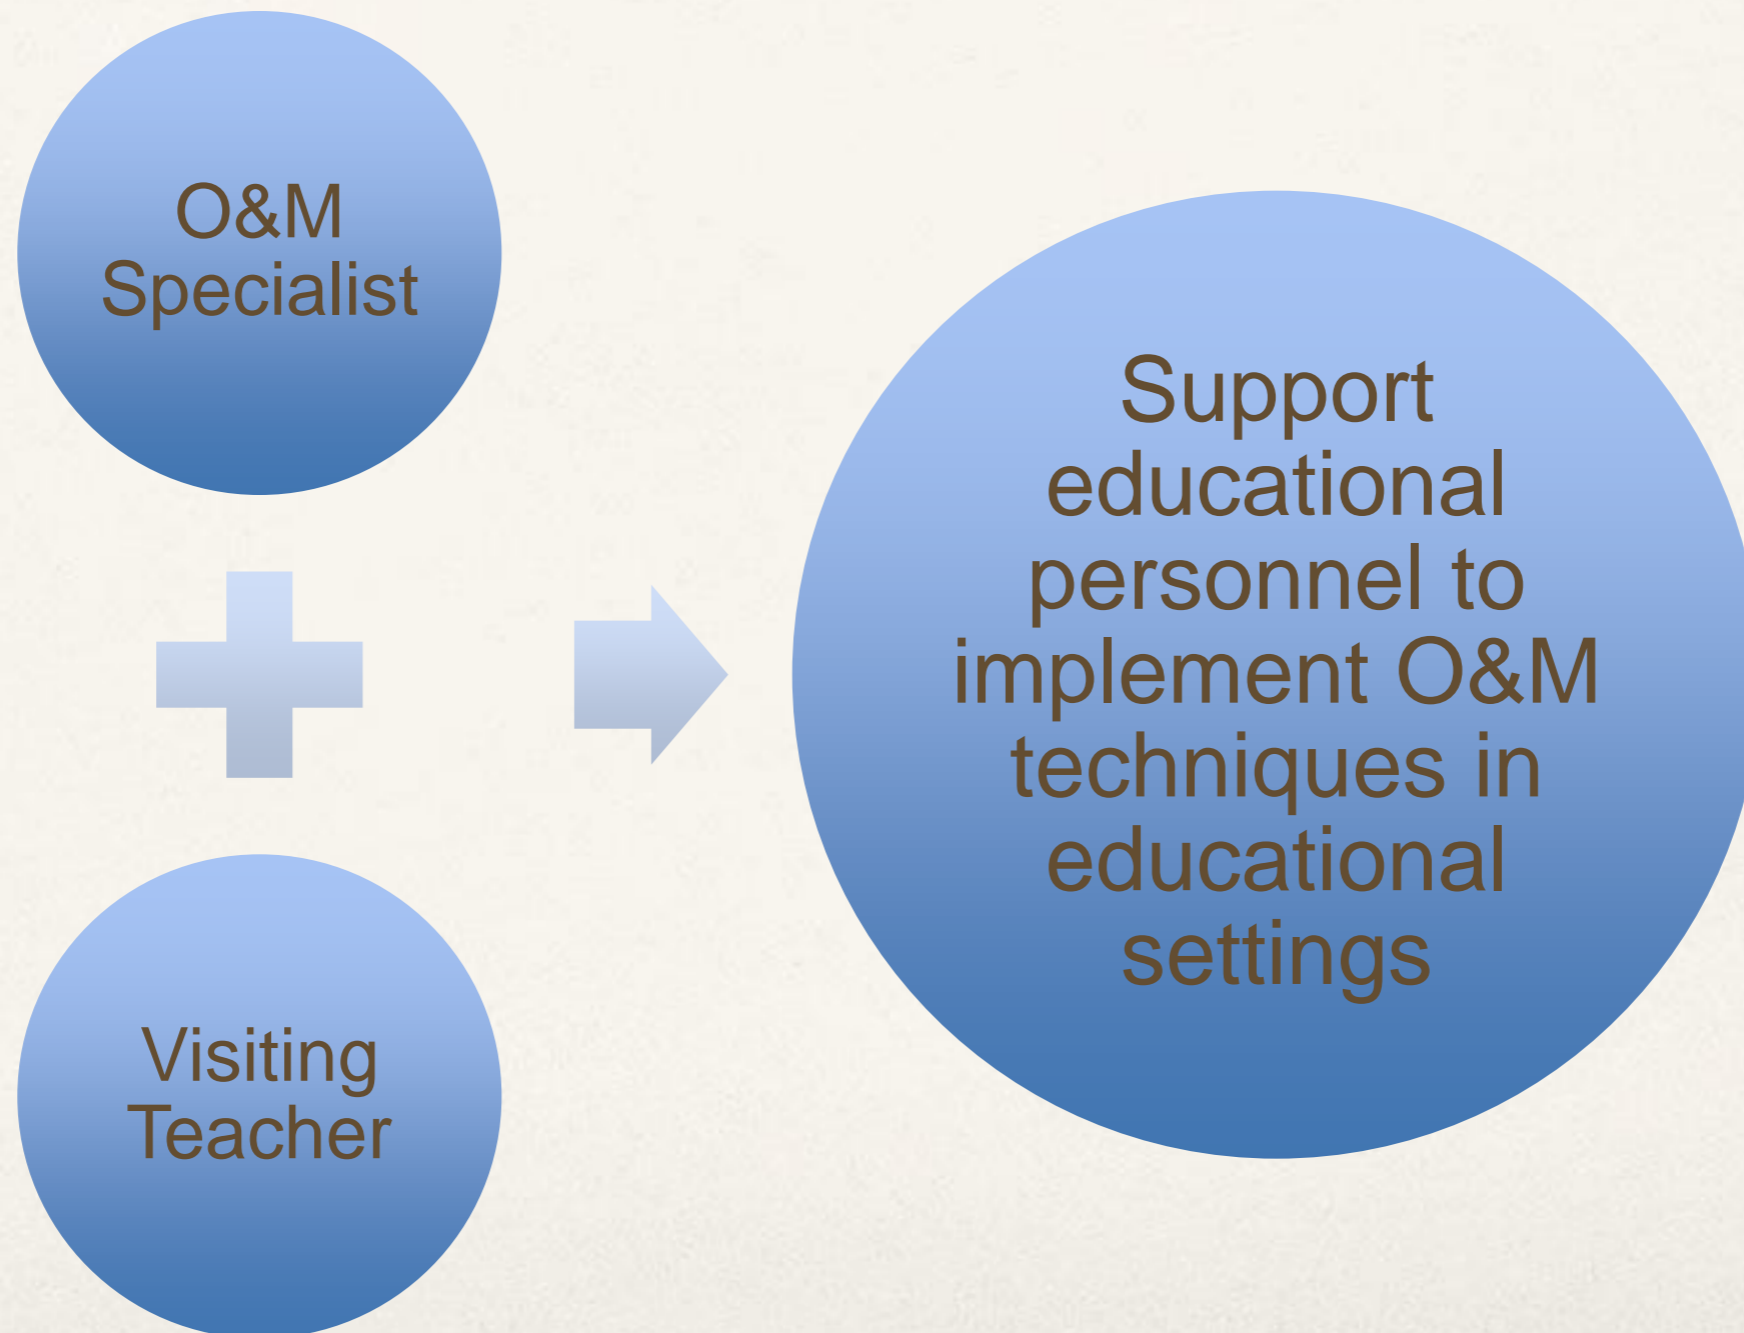 O&M
Specialist
Visiting
Teacher
Support
educational
personnel to
implement O&M
techniques in
educational
settings